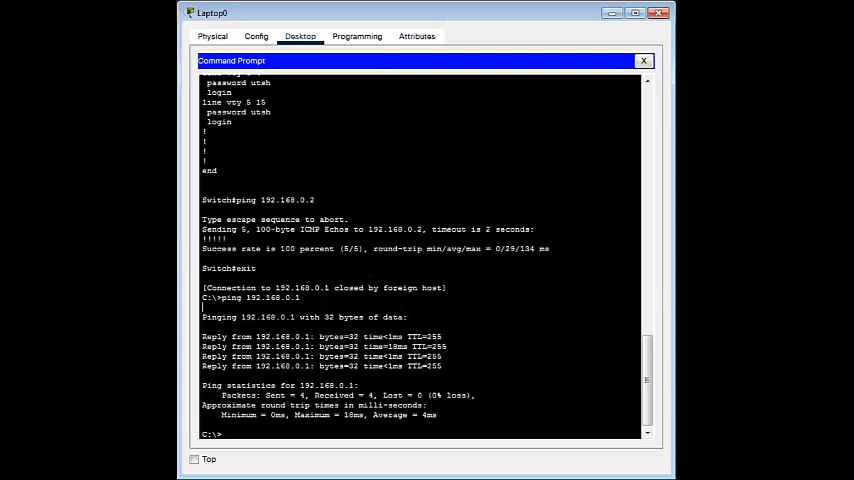 Laptop0
Physical Config Desktop Programming Attributes
Command Prompt X
password utsh
login
line vty 5 15
password utsh
login
!
!
!
!
end
Switch#ping 192.168.0.2
Type escape sequence to abort.
Sending 5, 100-byte ICMP Echos to 192.168.0.2, timeout is 2 seconds:
!!!!!
Success rate is 100 percent (5/5), round-trip min/avg/max = 0/29/134 ms
Switch#exit
[Connection to 192.168.0.1 closed by foreign host]
C:\>ping 192.168.0.1
Pinging 192.168.0.1 with 32 bytes of data:
Reply from 192.168.0.1: bytes=32 time<1ms TTL=255
Reply from 192.168.0.1: bytes=32 time=18ms TTL=255
Reply from 192.168.0.1: bytes=32 time<1ms TTL=255
Reply from 192.168.0.1: bytes=32 time<1ms TTL=255
Ping statistics for 192.168.0.1:
Packets: Sent = 4, Received = 4, Lost = 0 (0% loss),
Approximate round trip times in milli-seconds:
Minimum = 0ms, Maximum = 18ms, Average = 4ms
C:\>
Top